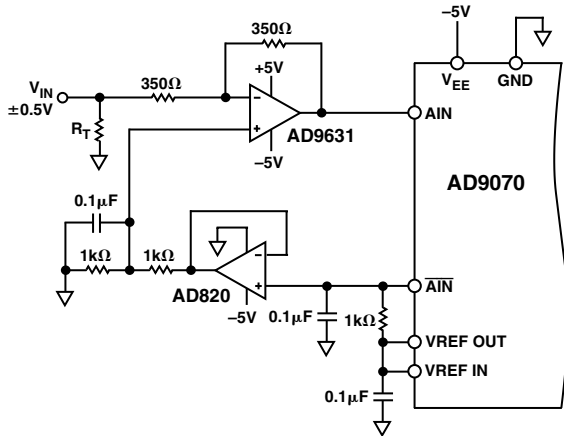 350Ω
–5V
V_IN
±0.5V
350Ω
+5V
V_EE
GND
–
+
AD9631
AIN
R_T
–5V
AD9070
0.1µF
1kΩ
1kΩ
–
+
AD820
–5V
0.1µF
1kΩ
A̅I̅N̅
VREF OUT
VREF IN
0.1µF